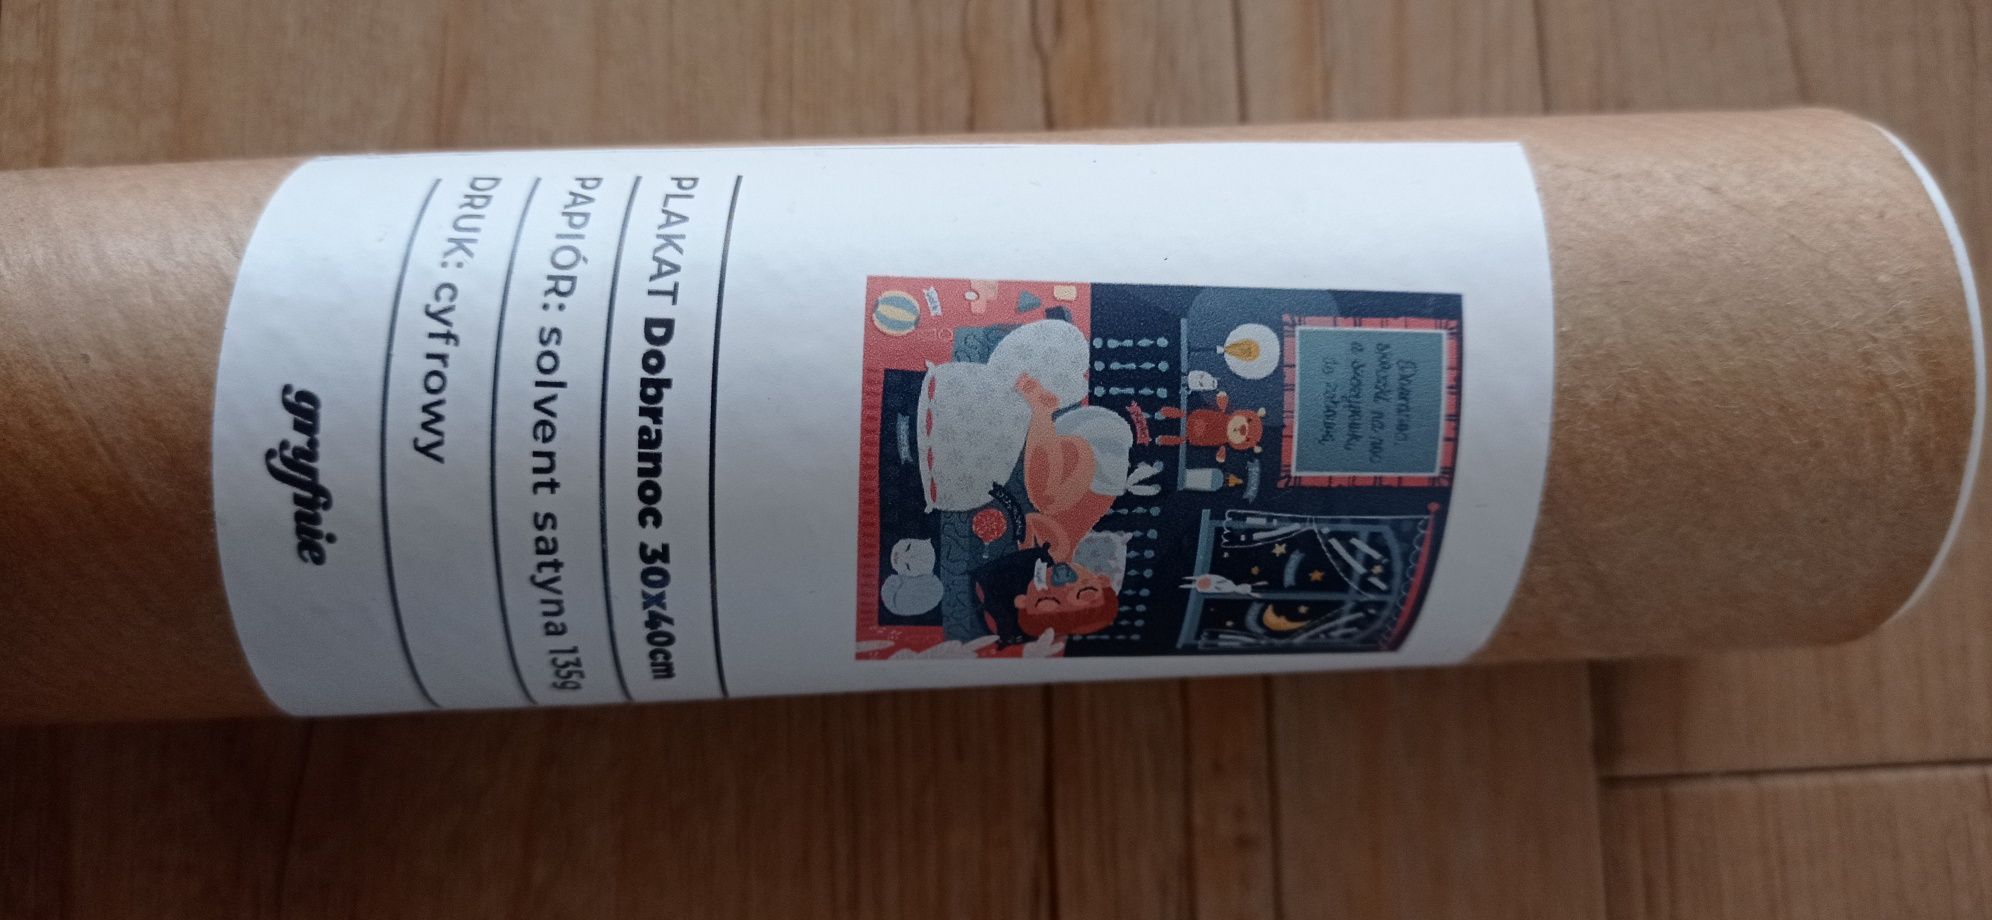 PLAKAT Dobranoc 30x40cm
PAPIÓR: solvent satyna 135g
DRUK: cyfrowy
gryfnie